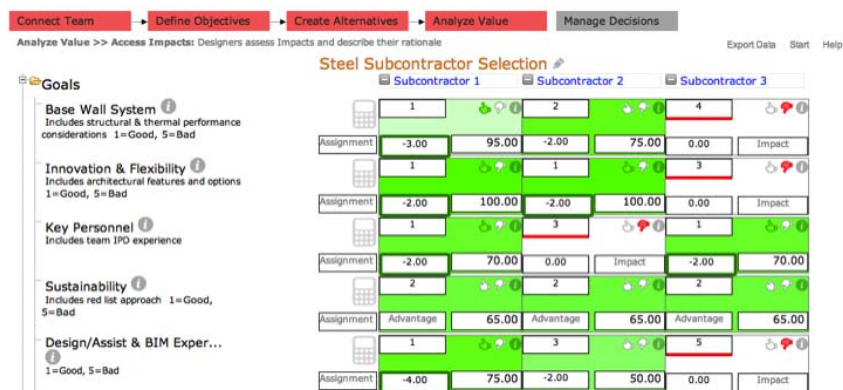 Connect Team Define Objectives Create Alternatives Analyze Value Manage Decisions
Analyze Value >> Access Impacts: Designers assess Impacts and describe their rationale Export Data Start Help
Steel Subcontractor Selection
Goals Subcontractor 1 Subcontractor 2 Subcontractor 3
Base Wall System 1 2 4
Includes structural & thermal performance
considerations 1=Good, 5=Bad
Assignment -3.00 95.00 -2.00 75.00 0.00 Impact
Innovation & Flexibility 1 1 3
Includes architectural features and options
1=Good, 5=Bad
Assignment -2.00 100.00 -2.00 100.00 0.00 Impact
Key Personnel 1 3 1
Includes team IPD experience
Assignment -2.00 70.00 0.00 Impact -2.00 70.00
Sustainability 2 2 2
Includes red list approach 1=Good,
5=Bad
Assignment Advantage 65.00 Advantage 65.00 Advantage 65.00
Design/Assist & BIM Exper... 1 3 5
1=Good, 5=Bad
Assignment -4.00 75.00 -2.00 50.00 0.00 Impact